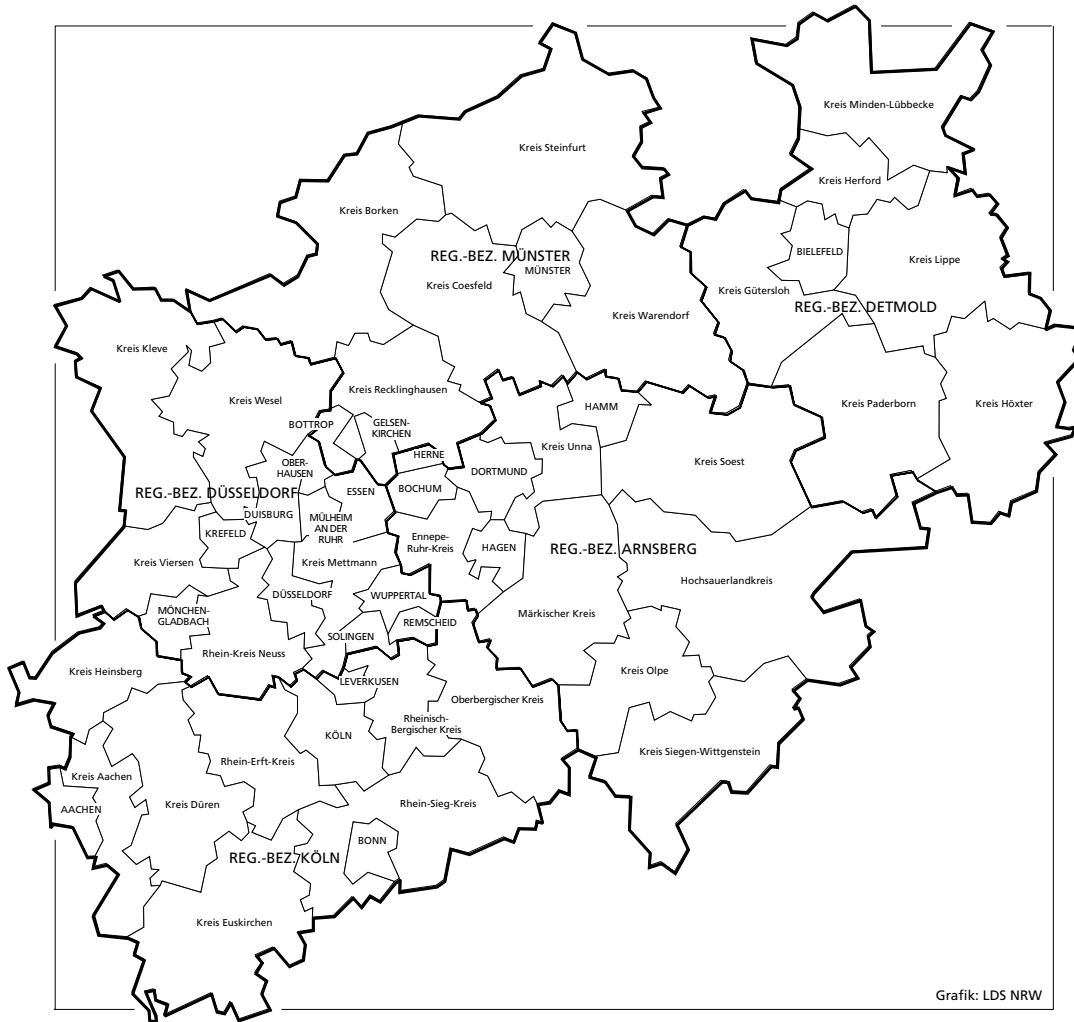 Kreis Minden-Lübbecke
Kreis Steinfurt
Kreis Herford
Kreis Borken
BIELEFELD
REG.-BEZ. MÜNSTER
Kreis Lippe
MÜNSTER
Kreis Coesfeld
Kreis Gütersloh
REG.-BEZ. DETMOLD
Kreis Warendorf
Kreis Kleve
Kreis Recklinghausen
Kreis Wesel
Kreis Paderborn
Kreis Höxter
HAMM
BOTTROP
GELSEN-
KIRCHEN
Kreis Unna
HERNE
Kreis Soest
OBER-
HAUSEN
DORTMUND
REG.-BEZ. DÜSSELDORF
ESSEN
BOCHUM
DUISBURG
MÜLHEIM
AN DER
RUHR
KREFELD
Ennepe-
Ruhr-Kreis
HAGEN
REG.-BEZ. ARNSBERG
Kreis Viersen
Kreis Mettmann
Hochsauerlandkreis
DÜSSELDORF
WUPPERTAL
MÖNCHEN-
GLADBACH
Märkischer Kreis
REMSCHEID
SOLINGEN
Rhein-Kreis Neuss
Kreis Heinsberg
Kreis Olpe
LEVERKUSEN
Oberbergischer Kreis
Rheinisch-
Bergischer Kreis
KÖLN
Kreis Siegen-Wittgenstein
Rhein-Erft-Kreis
Kreis Aachen
Kreis Düren
Rhein-Sieg-Kreis
AACHEN
BONN
REG.-BEZ. KÖLN
Kreis Euskirchen
Grafik: LDS NRW